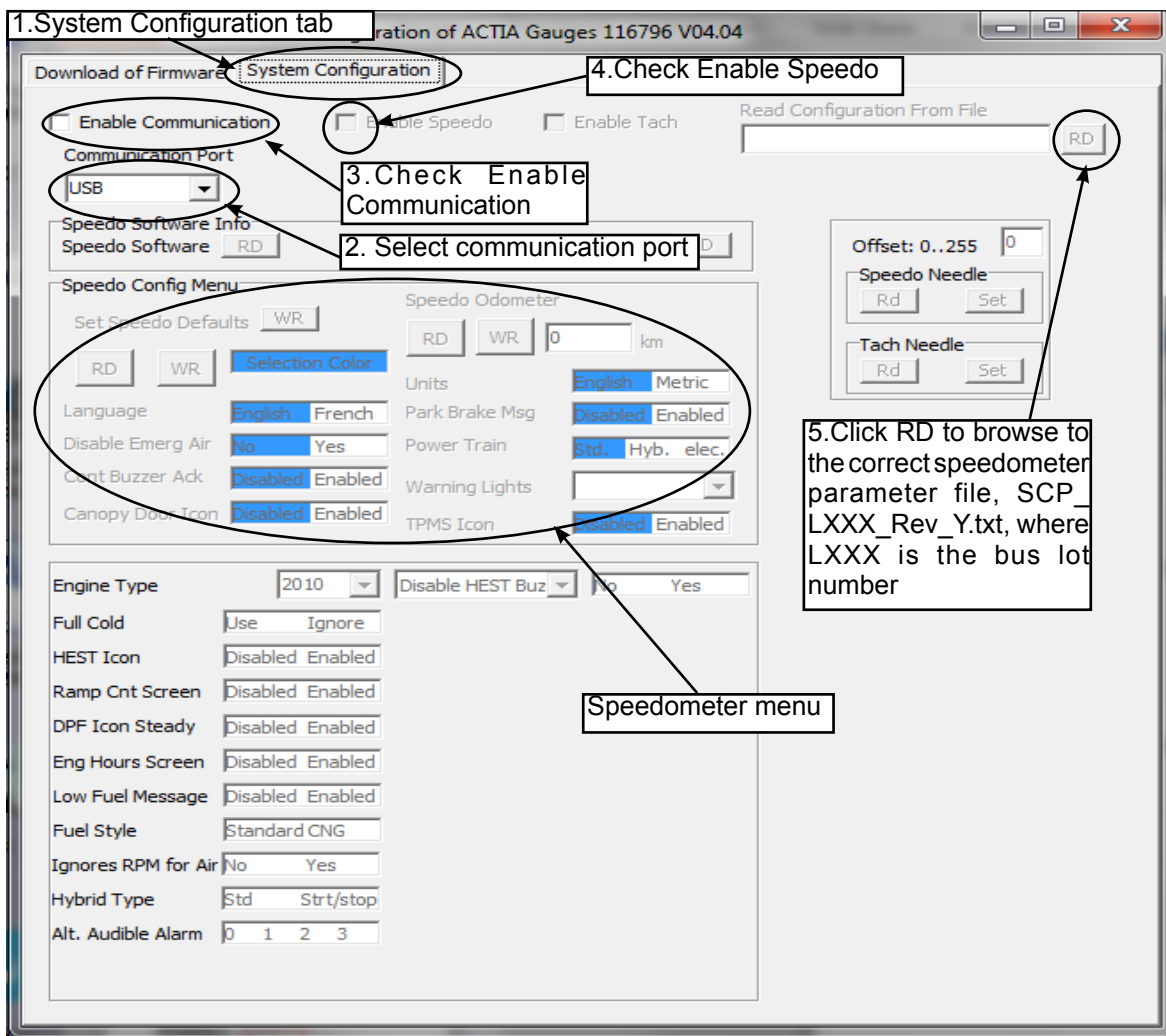 1.System Configuration tab
ration of ACTIA Gauges 116796 V04.04
Download of Firmware System Configuration
4.Check Enable Speedo
Enable Communication Enable Speedo Enable Tach
Read Configuration From File
RD
Communication Port
USB
3.Check Enable
Communication
Speedo Software Info
Speedo Software RD
2. Select communication port
Offset: 0..255 0
Speedo Needle
Rd Set
Tach Needle
Rd Set
Speedo Config Menu
Set Speedo Defaults WR
RD WR Selection Color
Language English French
Disable Emerg Air No Yes
Cont Buzzer Ack Disabled Enabled
Canopy Door Icon Disabled Enabled
Speedo Odometer
RD WR 0 km
Units English Metric
Park Brake Msg Disabled Enabled
Power Train Std. Hyb. elec.
Warning Lights
TPMS Icon Disabled Enabled
5.Click RD to browse to
the correct speedometer
parameter file, SCP_
LXXX_Rev_Y.txt, where
LXXX is the bus lot
number
Engine Type 2010 Disable HEST Buz No Yes
Full Cold Use Ignore
HEST Icon Disabled Enabled
Ramp Cnt Screen Disabled Enabled
Speedometer menu
DPF Icon Steady Disabled Enabled
Eng Hours Screen Disabled Enabled
Low Fuel Message Disabled Enabled
Fuel Style Standard CNG
Ignores RPM for Air No Yes
Hybrid Type Std Strt/stop
Alt. Audible Alarm 0 1 2 3